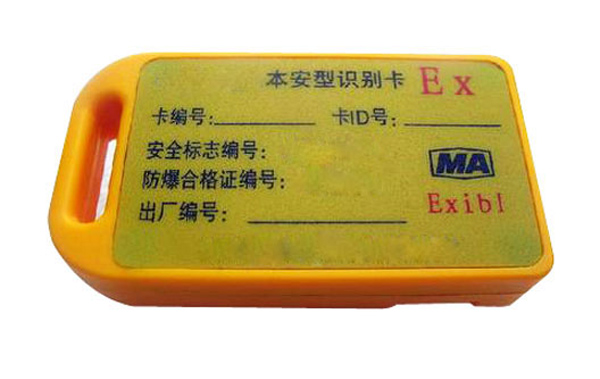 本安型识别卡 Ex
卡编号: 卡ID号:
安全标志编号:
MA
防爆合格证编号:
Exibl
出厂编号: